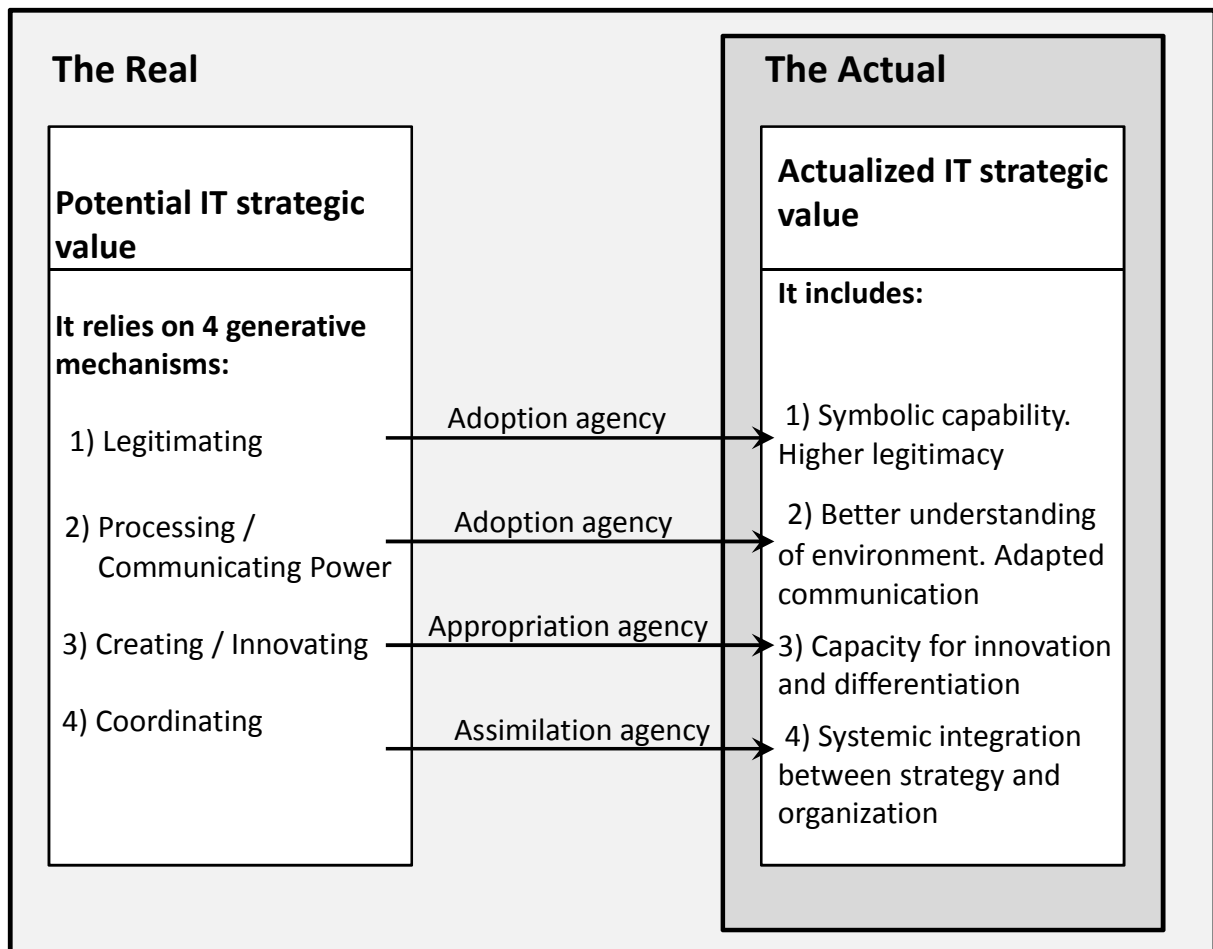 The Real
Potential IT strategic
value
It relies on 4 generative
mechanisms:
1) Legitimating
2) Processing /
Communicating Power
3) Creating / Innovating
4) Coordinating
Adoption agency
Adoption agency
Appropriation agency
Assimilation agency
The Actual
Actualized IT strategic
value
It includes:
1) Symbolic capability.
Higher legitimacy
2) Better understanding
of environment. Adapted
communication
3) Capacity for innovation
and differentiation
4) Systemic integration
between strategy and
organization